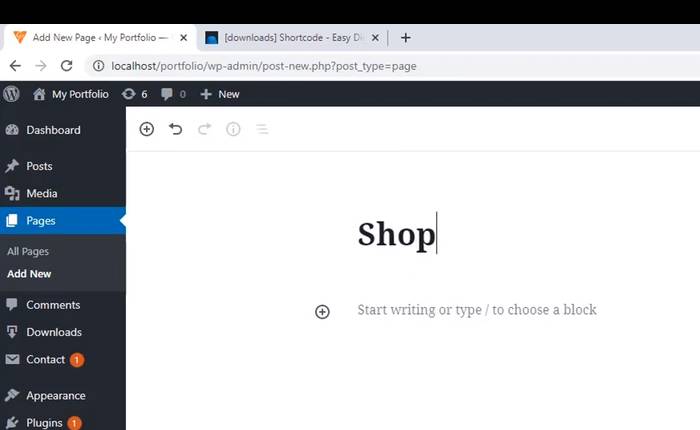 Add New Page ‹ My Portfolio —
[downloads] Shortcode - Easy Di
localhost/portfolio/wp-admin/post-new.php?post_type=page
My Portfolio 6 0 New
Dashboard
Posts
Media
Pages
All Pages
Add New
Comments
Downloads
Contact 1
Appearance
Plugins 1
Shop
Start writing or type / to choose a block